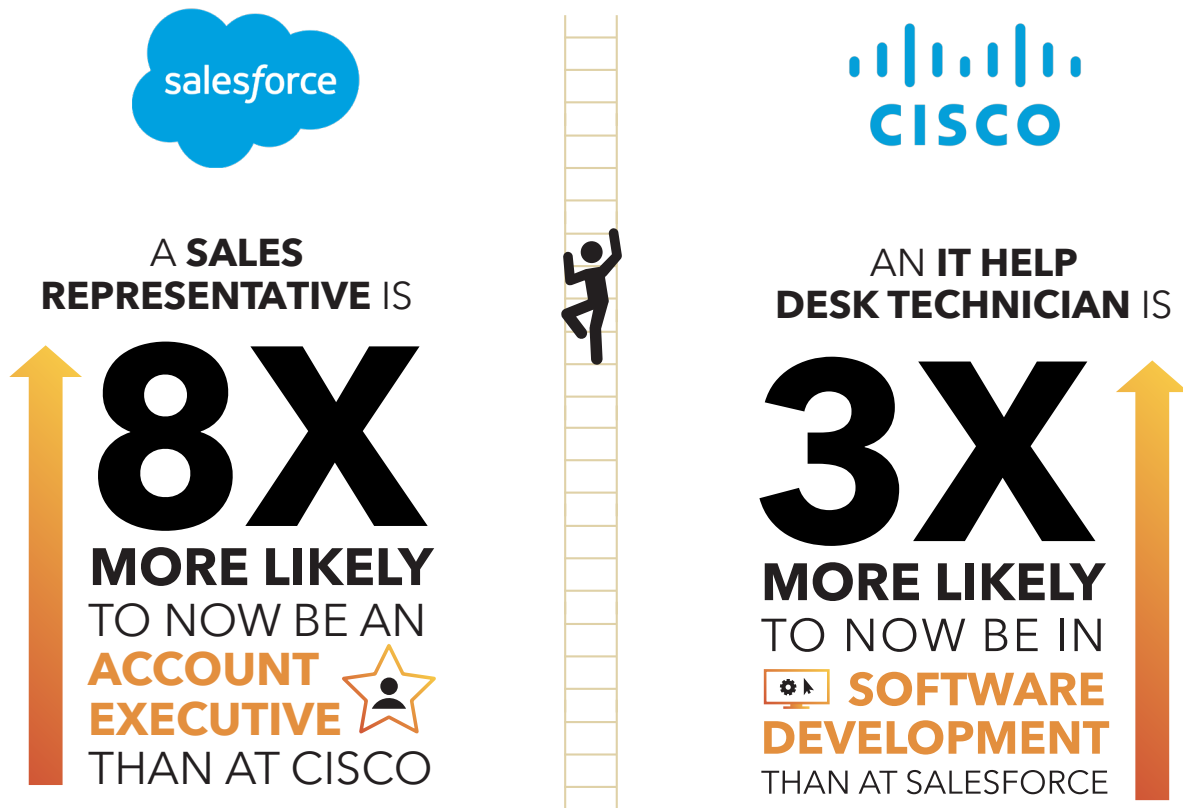 salesforce
A SALES
REPRESENTATIVE IS
8X
MORE LIKELY
TO NOW BE AN
ACCOUNT
EXECUTIVE
THAN AT CISCO
CISCO
AN IT HELP
DESK TECHNICIAN IS
3X
MORE LIKELY
TO NOW BE IN
SOFTWARE
DEVELOPMENT
THAN AT SALESFORCE